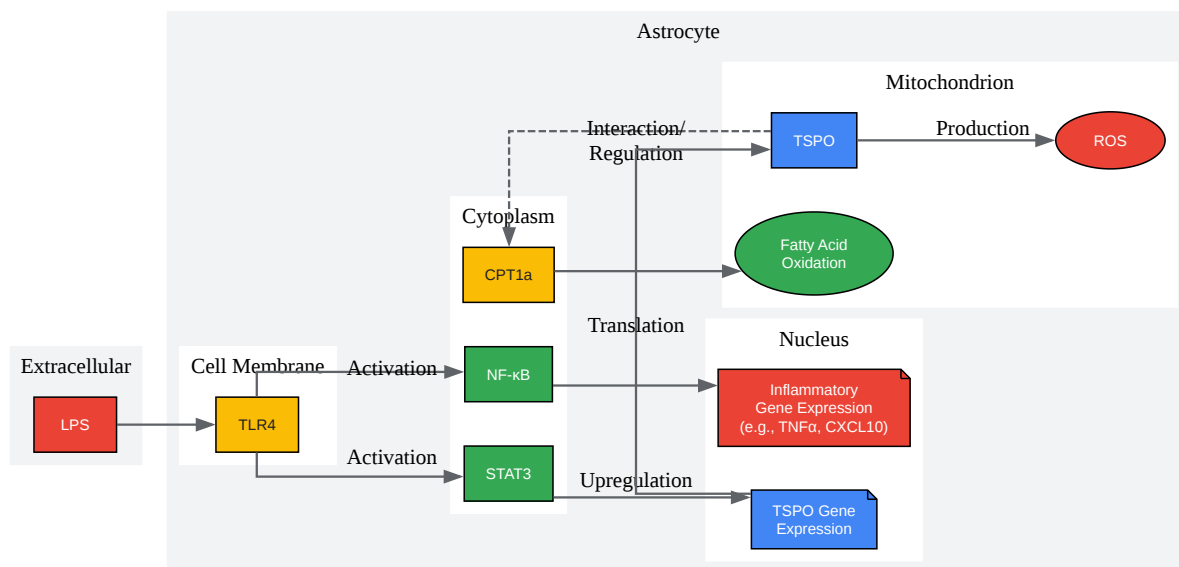 Astrocyte
Mitochondrion
Interaction/
Regulation
TSPO
Production
ROS
Cytoplasm
CPT1a
Fatty Acid
Oxidation
Translation
Nucleus
Extracellular
Cell Membrane
Activation
NF-κB
Inflammatory
Gene Expression
(e.g., TNFα, CXCL10)
LPS
TLR4
Activation
STAT3
Upregulation
TSPO Gene
Expression